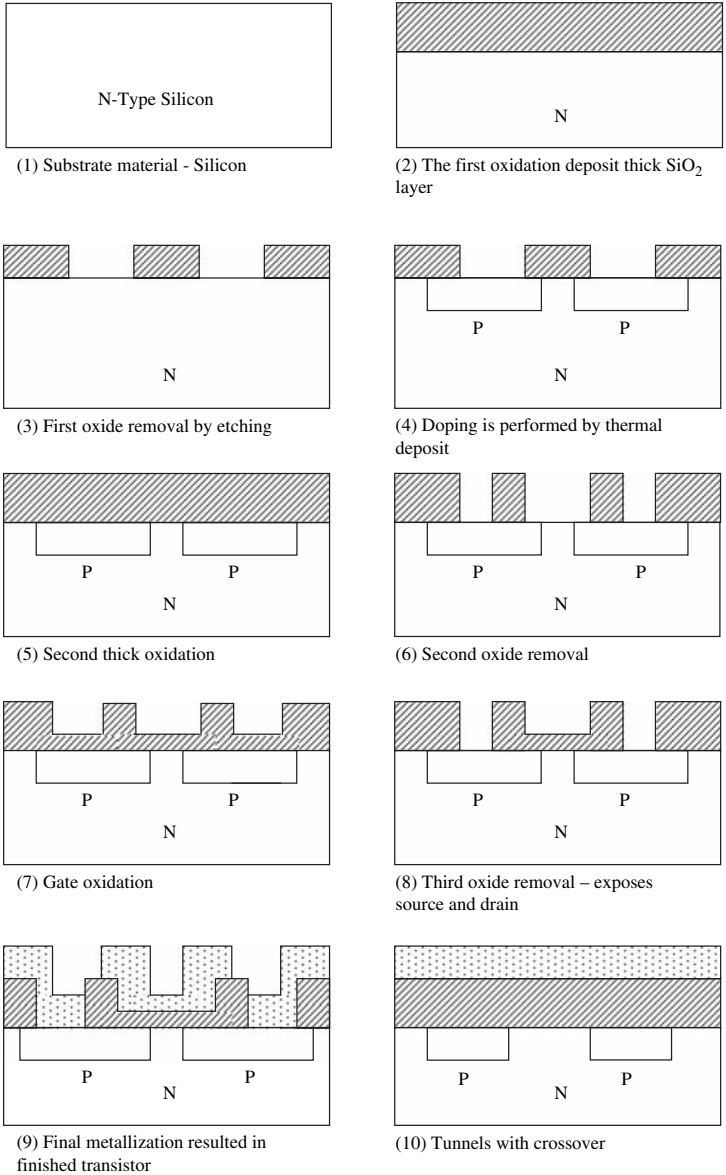 N-Type Silicon
(1) Substrate material - Silicon
N
(2) The first oxidation deposit thick SiO2
layer
N
(3) First oxide removal by etching
P P
N
(4) Doping is performed by thermal
deposit
P P
N
(5) Second thick oxidation
P P
N
(6) Second oxide removal
P P
N
(7) Gate oxidation
P P
N
(8) Third oxide removal – exposes
source and drain
P P
N
(9) Final metallization resulted in
finished transistor
P P
N
(10) Tunnels with crossover